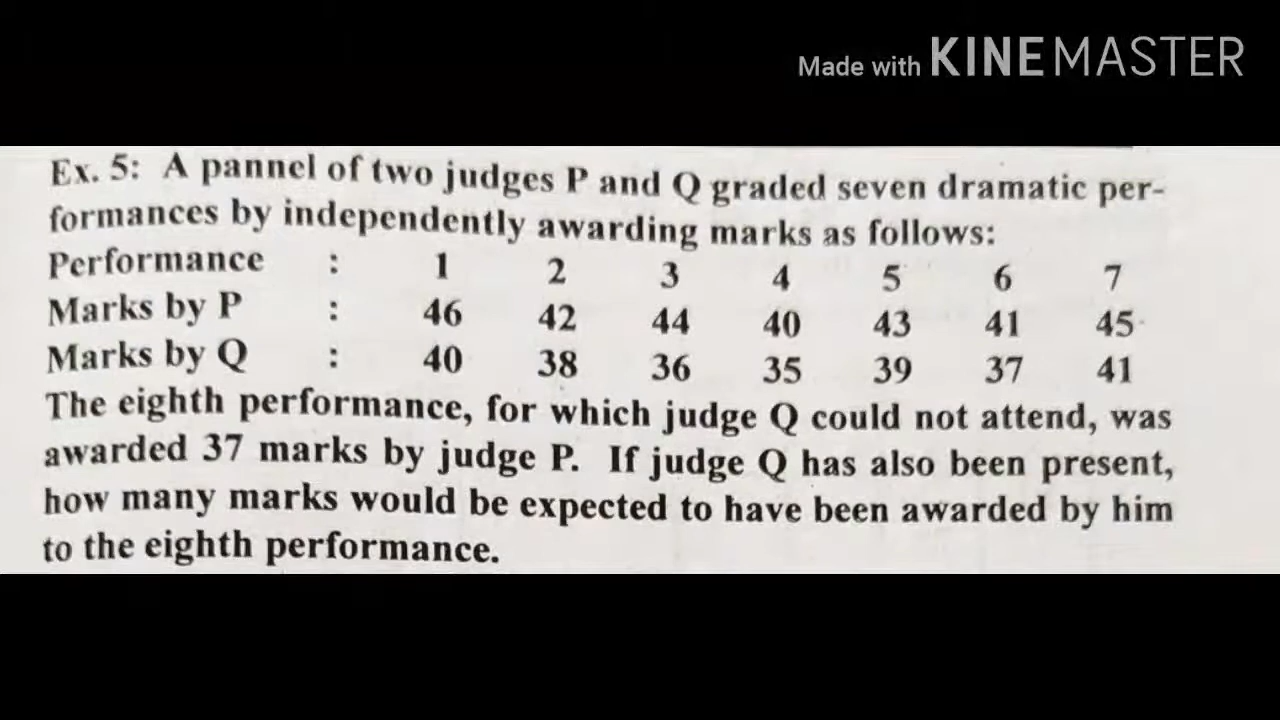 Made with KINEMASTER
Ex. 5: A pannel of two judges P and Q graded seven dramatic per-
formances by independently awarding marks as follows:
Performance : 1 2 3 4 5 6 7
Marks by P : 46 42 44 40 43 41 45
Marks by Q : 40 38 36 35 39 37 41
The eighth performance, for which judge Q could not attend, was
awarded 37 marks by judge P. If judge Q has also been present,
how many marks would be expected to have been awarded by him
to the eighth performance.